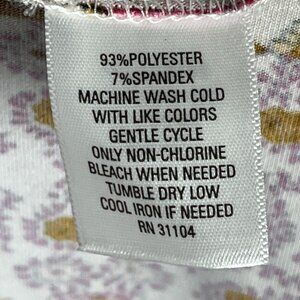 93%POLYESTER
7%SPANDEX
MACHINE WASH COLD
WITH LIKE COLORS
GENTLE CYCLE
ONLY NON-CHLORINE
BLEACH WHEN NEEDED
TUMBLE DRY LOW
COOL IRON IF NEEDED
RN 31104